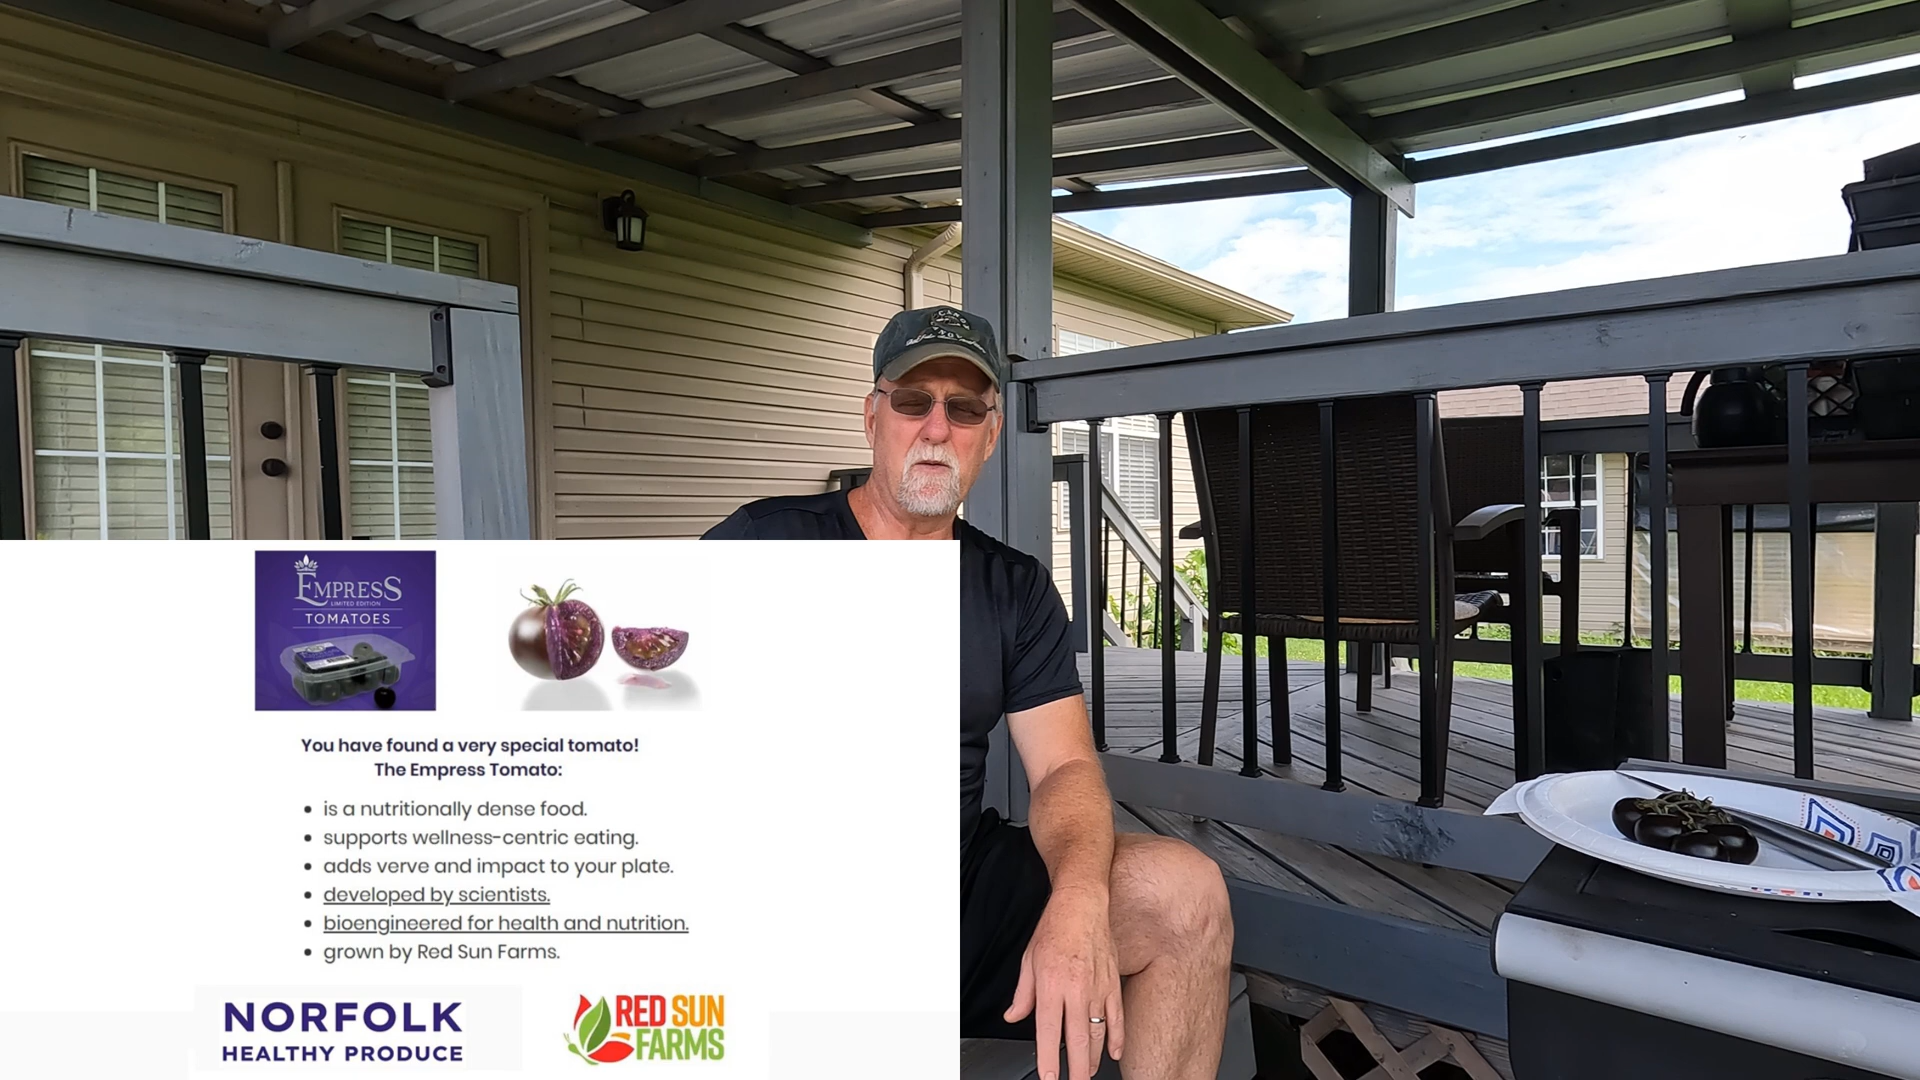 EMPRESS
LIMITED EDITION
TOMATOES
You have found a very special tomato!
The Empress Tomato:
• is a nutritionally dense food.
• supports wellness-centric eating.
• adds verve and impact to your plate.
• developed by scientists.
• bioengineered for health and nutrition.
• grown by Red Sun Farms.
NORFOLK
HEALTHY PRODUCE
RED SUN
FARMS